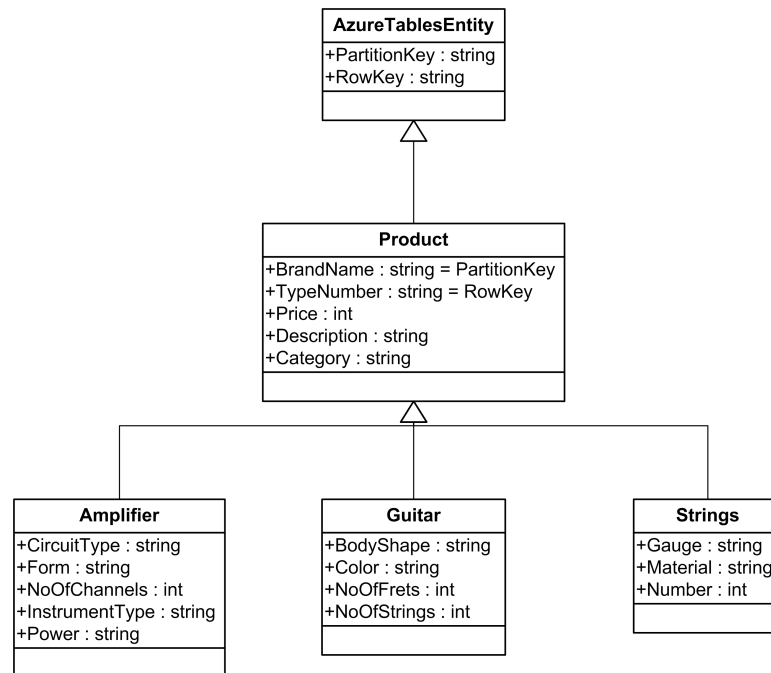 AzureTablesEntity
+PartitionKey : string
+RowKey : string
Product
+BrandName : string = PartitionKey
+TypeNumber : string = RowKey
+Price : int
+Description : string
+Category : string
Amplifier
+CircuitType : string
+Form : string
+NoOfChannels : int
+InstrumentType : string
+Power : string
Guitar
+BodyShape : string
+Color : string
+NoOfFrets : int
+NoOfStrings : int
Strings
+Gauge : string
+Material : string
+Number : int